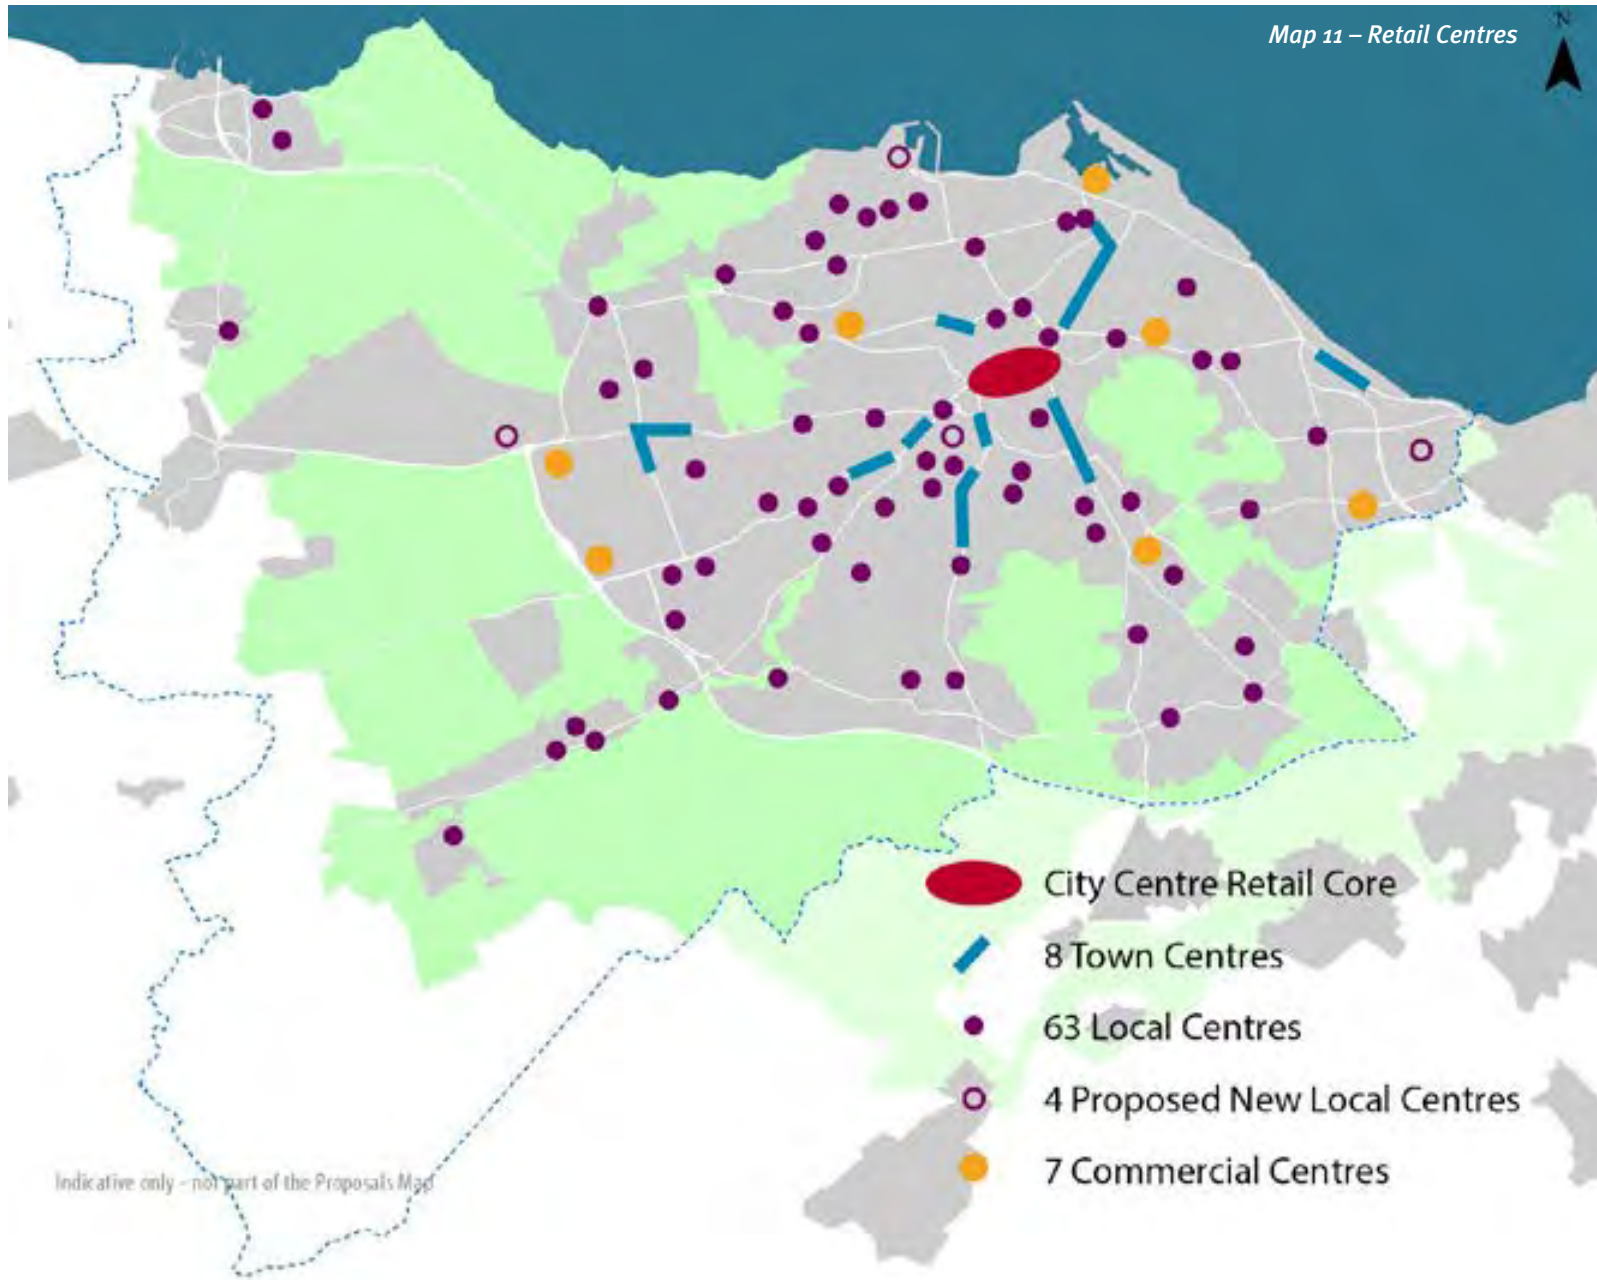 Map 11 – Retail Centres
N
City Centre Retail Core
8 Town Centres
63 Local Centres
4 Proposed New Local Centres
7 Commercial Centres
Indicative only - not part of the Proposals Map